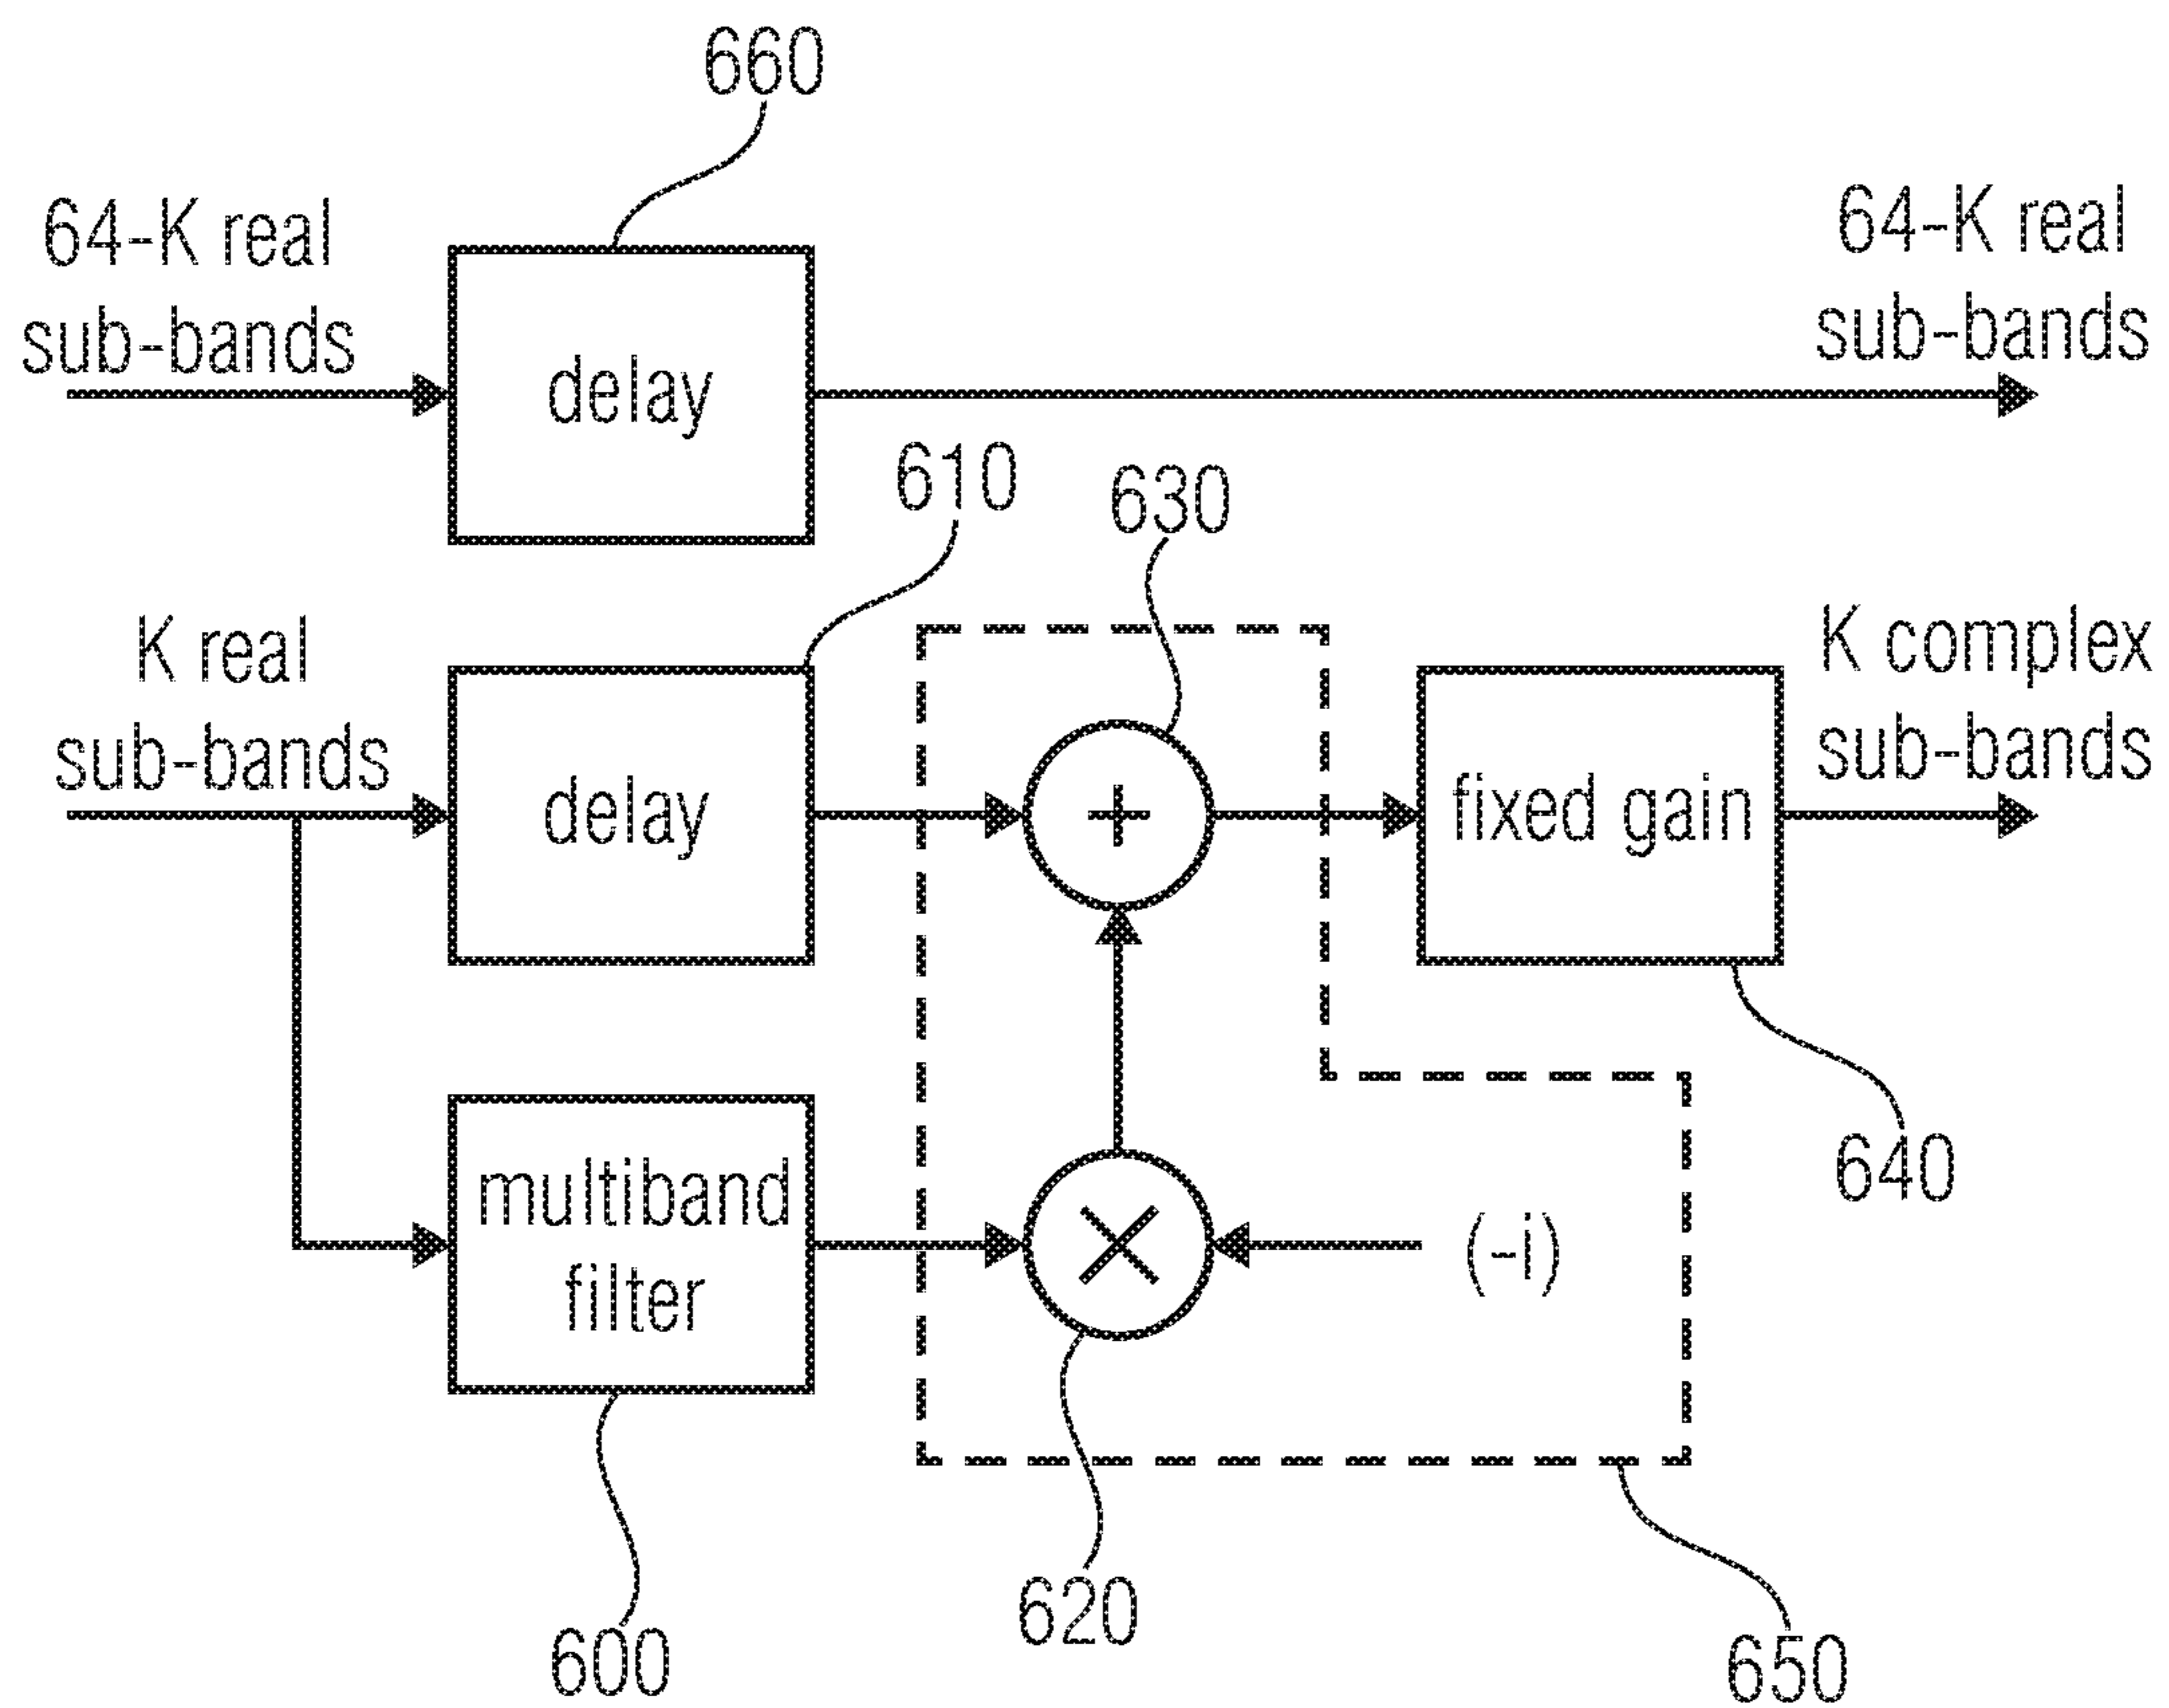 660
64-K real
sub-bands
delay
64-K real
sub-bands
610
630
K real
sub-bands
delay
+
fixed gain
K complex
sub-bands
640
multiband
filter
×
(-i)
600
620
650